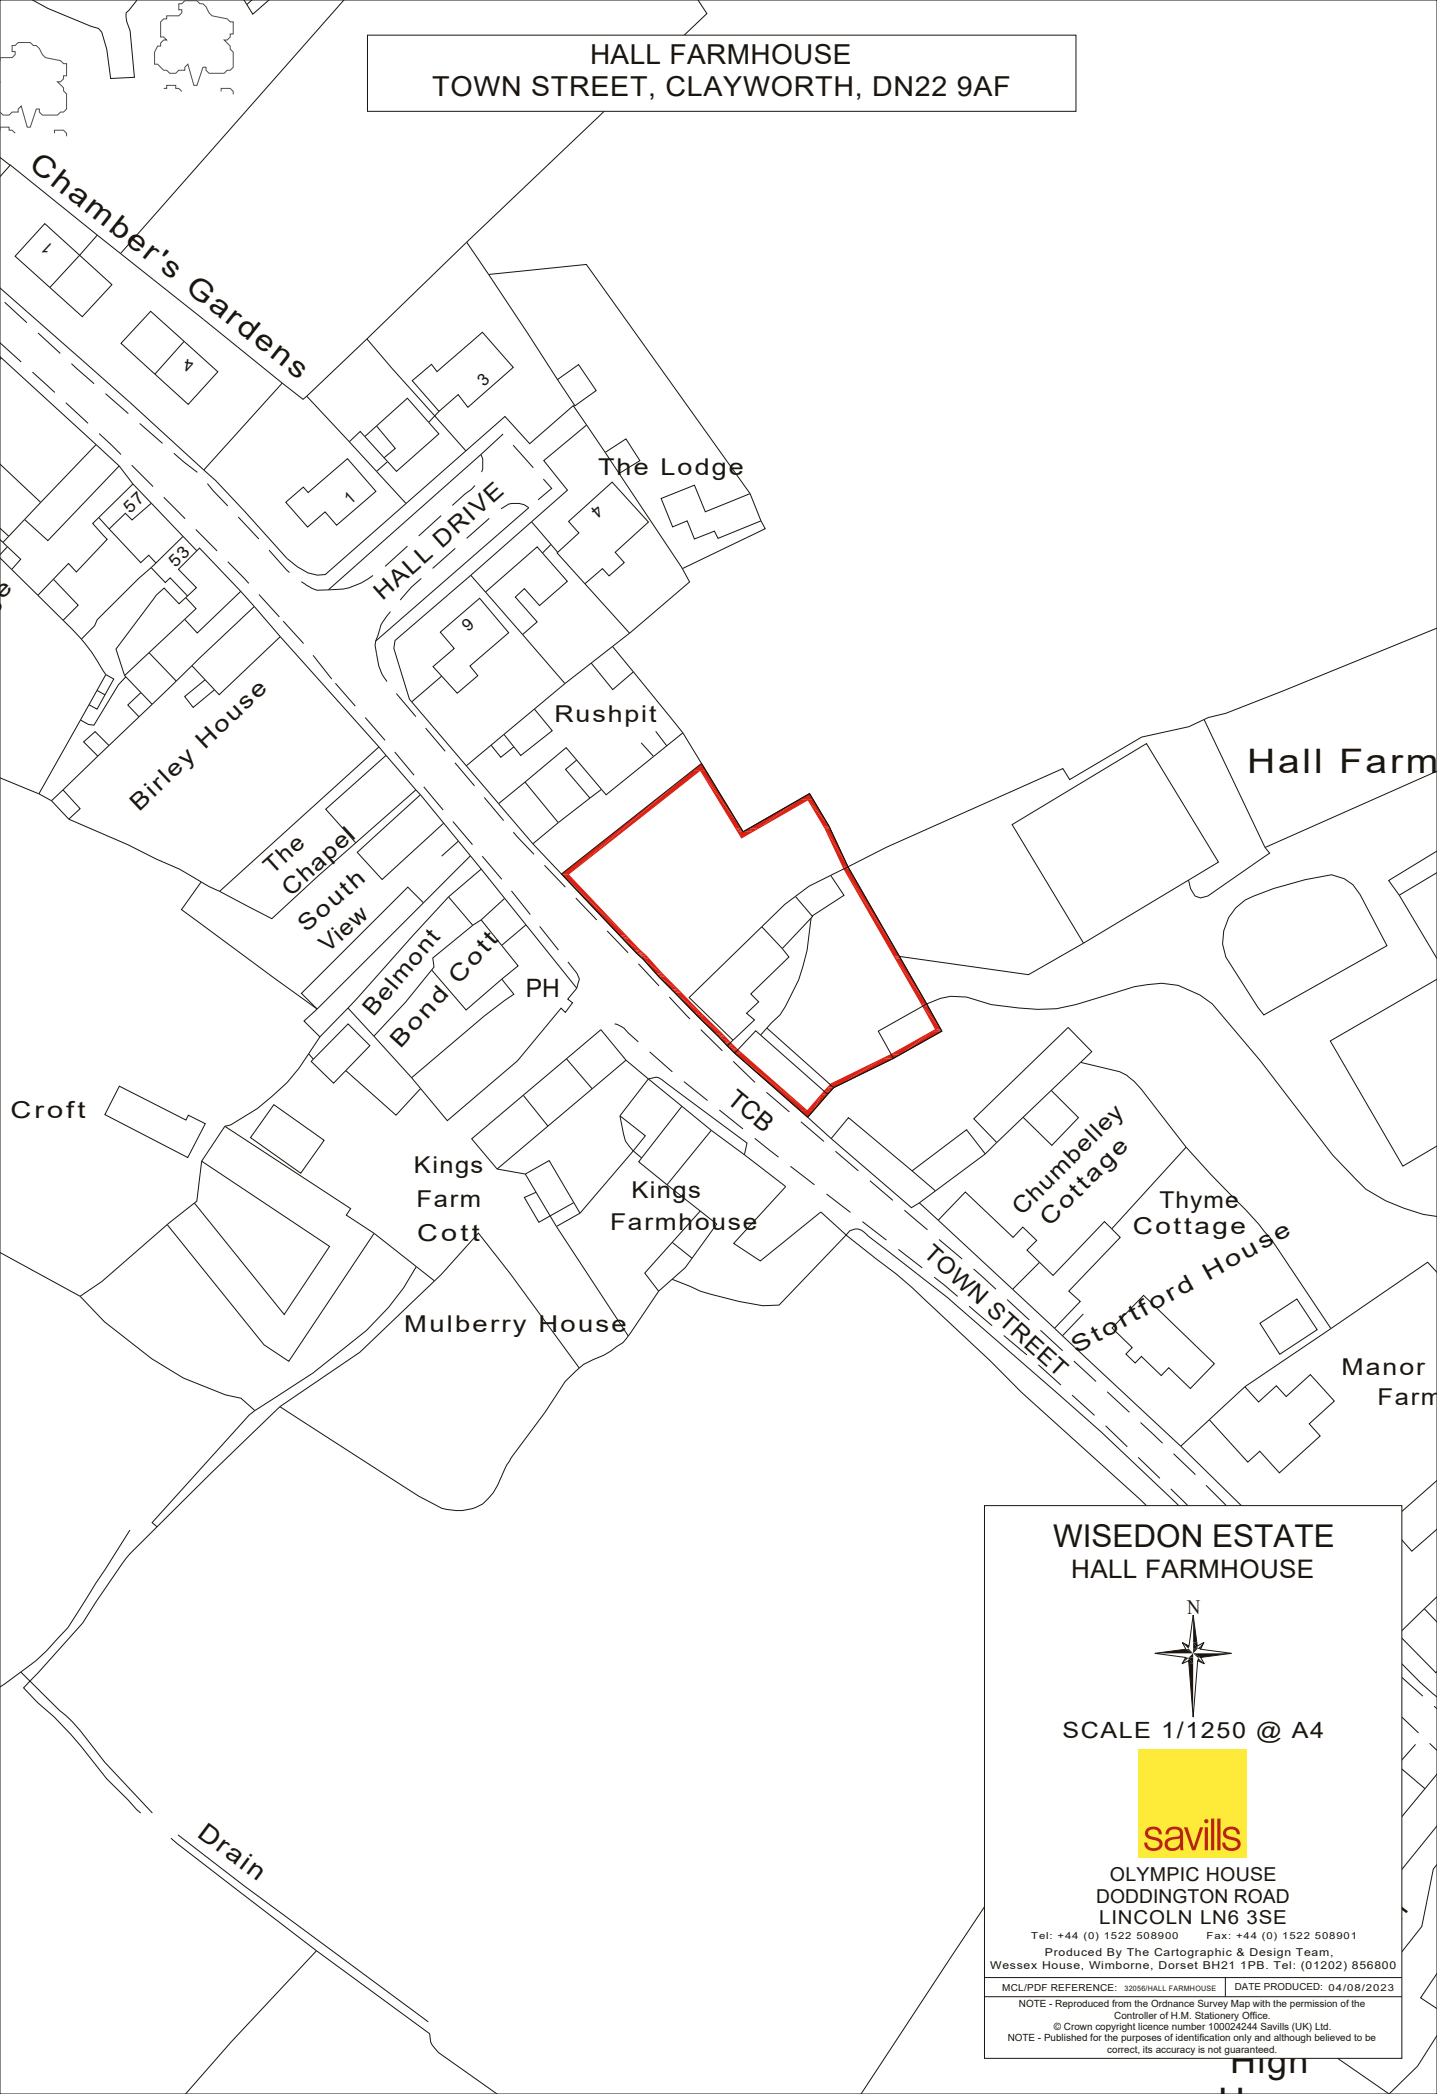 HALL FARMHOUSE
TOWN STREET, CLAYWORTH, DN22 9AF
Chamber's Gardens
1
4
3
1
HALL DRIVE
The Lodge
4
9
57
53
Rushpit
Birley House
Hall Farm
The
Chapel
South
View
Belmont
Bond Cott
PH
Croft
TCB
Kings
Farm
Cott
Kings
Farmhouse
Chumbelley
Cottage
Thyme
Cottage
Stortford House
TOWN STREET
Mulberry House
Manor
Farm
Drain
WISEDON ESTATE
HALL FARMHOUSE
N
SCALE 1/1250 @ A4
savills
OLYMPIC HOUSE
DODDINGTON ROAD
LINCOLN LN6 3SE
Tel: +44 (0) 1522 508900 Fax: +44 (0) 1522 508901
Produced By The Cartographic & Design Team,
Wessex House, Wimborne, Dorset BH21 1PB. Tel: (01202) 856800
MCL/PDF REFERENCE: 32056/HALL FARMHOUSE DATE PRODUCED: 04/08/2023
NOTE - Reproduced from the Ordnance Survey Map with the permission of the
Controller of H.M. Stationery Office.
© Crown copyright licence number 100024244 Savills (UK) Ltd.
NOTE - Published for the purposes of identification only and although believed to be
correct, its accuracy is not guaranteed.
High